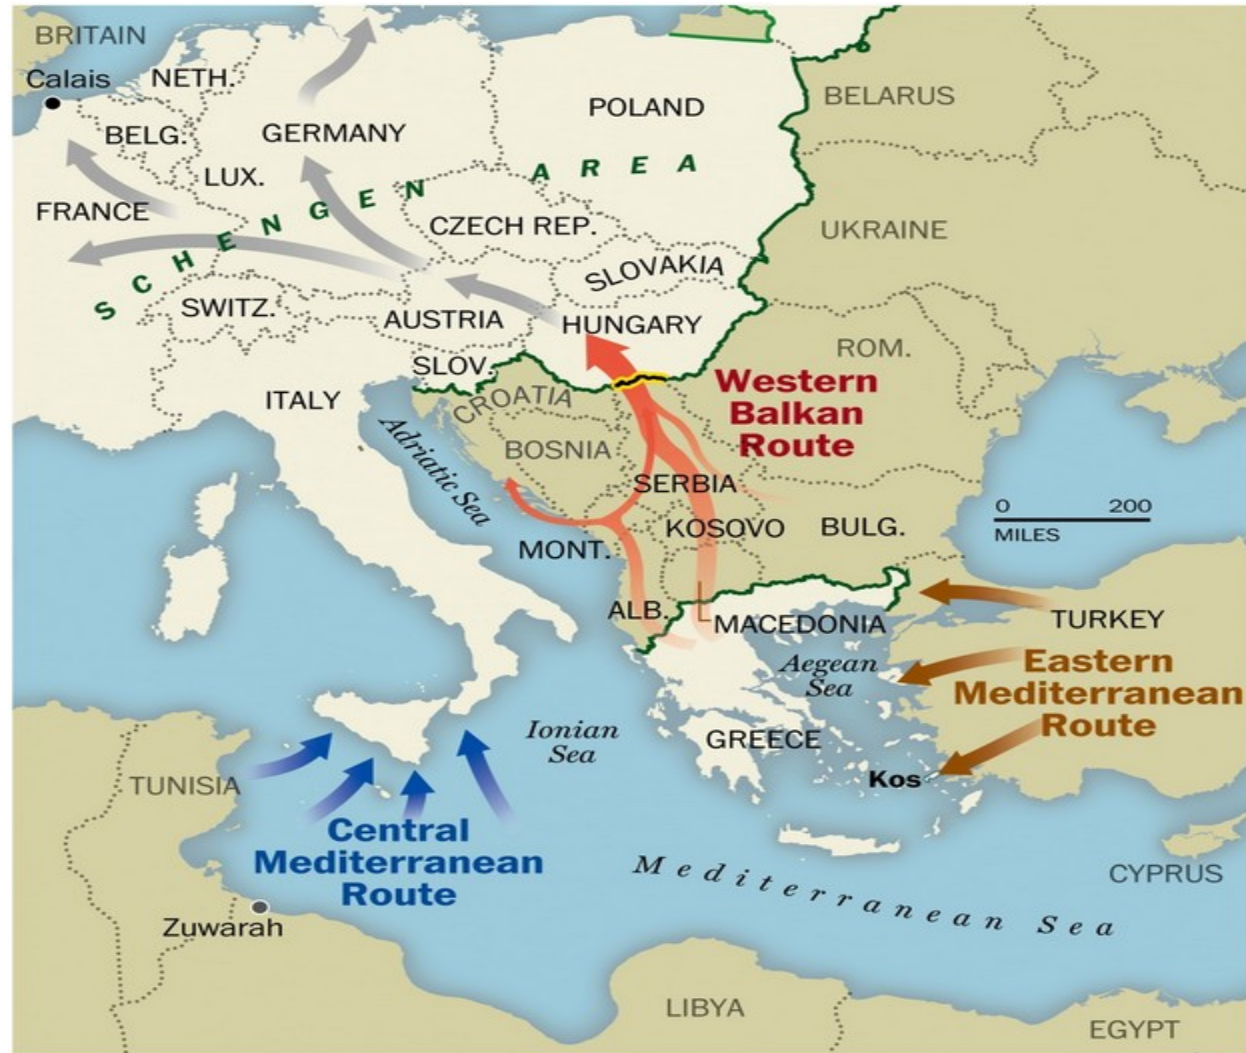 BRITAIN
Calais
NETH.
BELG.
GERMANY
POLAND
BELARUS
LUX.
SCHENGEN AREA
FRANCE
CZECH REP.
UKRAINE
SLOVAKIA
SWITZ.
AUSTRIA
HUNGARY
ROM.
SLOV.
ITALY
CROATIA
Western
Balkan
Route
Adriatic Sea
BOSNIA
SERBIA
0 200
MILES
KOSOVO
BULG.
MONT.
ALB.
MACEDONIA
TURKEY
Aegean
Sea
Eastern
Mediterranean
Route
Ionian
Sea
GREECE
Kos
TUNISIA
Central
Mediterranean
Route
Mediterranean Sea
CYPRUS
Zuwarah
LIBYA
EGYPT